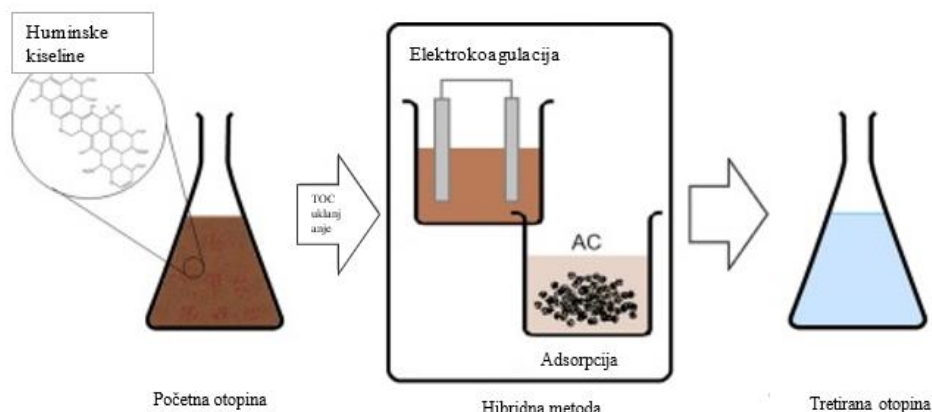 Huminske
kiseline
Elektrokoagulacija
TOC
uklanj
anje
AC
Adsorpcija
Početna otopina
Hibridna metoda
Tretirana otopina